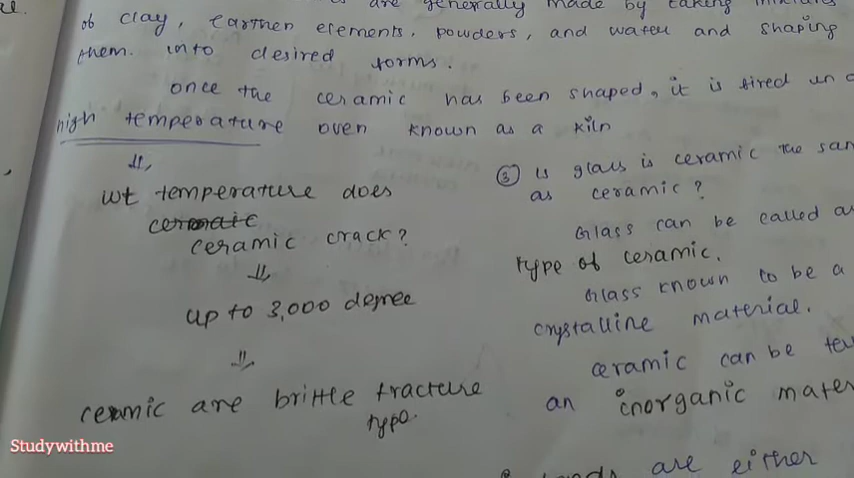 are generally made by taking
of clay, earthen elements, powders, and water and shaping
them. into desired forms.
once the ceramic has been shaped, it is fired in
high temperature oven known as a kiln
wt temperature does
ceramic crack?
up to 3,000 degree
ceramic are brittle fracture
type.
③ is glass is ceramic the
as ceramic?
Glass can be called
type of ceramic.
Glass known to be a
crystalline material.
ceramic can be
an inorganic
are either
Studywithme